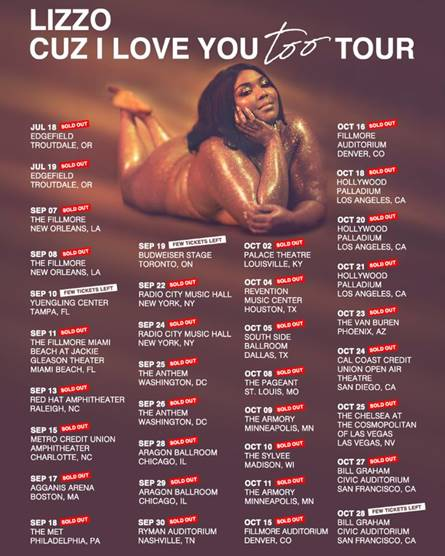 LIZZO
CUZ I LOVE YOU too TOUR
JUL 18 SOLD OUT
EDGEFIELD
TROUTDALE, OR
JUL 19 SOLD OUT
EDGEFIELD
TROUTDALE, OR
SEP 07 SOLD OUT
THE FILLMORE
NEW ORLEANS, LA
SEP 08 SOLD OUT
THE FILLMORE
NEW ORLEANS, LA
SEP 10 FEW TICKETS LEFT
YUENGLING CENTER
TAMPA, FL
SEP 11 SOLD OUT
THE FILLMORE MIAMI
BEACH AT JACKIE
GLEASON THEATER
MIAMI BEACH, FL
SEP 13 SOLD OUT
RED HAT AMPHITHEATER
RALEIGH, NC
SEP 15 SOLD OUT
METRO CREDIT UNION
AMPHITHEATER
CHARLOTTE, NC
SEP 17 SOLD OUT
AGGANIS ARENA
BOSTON, MA
SEP 18 SOLD OUT
THE MET
PHILADELPHIA, PA
SEP 19 FEW TICKETS LEFT
BUDWEISER STAGE
TORONTO, ON
SEP 22 SOLD OUT
RADIO CITY MUSIC HALL
NEW YORK, NY
SEP 24 SOLD OUT
RADIO CITY MUSIC HALL
NEW YORK, NY
SEP 25 SOLD OUT
THE ANTHEM
WASHINGTON, DC
SEP 26 SOLD OUT
THE ANTHEM
WASHINGTON, DC
SEP 28 SOLD OUT
ARAGON BALLROOM
CHICAGO, IL
SEP 29 SOLD OUT
ARAGON BALLROOM
CHICAGO, IL
SEP 30 SOLD OUT
RYMAN AUDITORIUM
NASHVILLE, TN
OCT 02 SOLD OUT
PALACE THEATRE
LOUISVILLE, KY
OCT 04 SOLD OUT
REVENTION
MUSIC CENTER
HOUSTON, TX
OCT 05 SOLD OUT
SOUTH SIDE
BALLROOM
DALLAS, TX
OCT 08 SOLD OUT
THE PAGEANT
ST. LOUIS, MO
OCT 09 SOLD OUT
THE ARMORY
MINNEAPOLIS, MN
OCT 10 SOLD OUT
THE SYLVEE
MADISON, WI
OCT 11 SOLD OUT
THE ARMORY
MINNEAPOLIS, MN
OCT 15 SOLD OUT
FILLMORE AUDITORIUM
DENVER, CO
OCT 16 SOLD OUT
FILLMORE
AUDITORIUM
DENVER, CO
OCT 18 SOLD OUT
HOLLYWOOD
PALLADIUM
LOS ANGELES, CA
OCT 20 SOLD OUT
HOLLYWOOD
PALLADIUM
LOS ANGELES, CA
OCT 21 SOLD OUT
HOLLYWOOD
PALLADIUM
LOS ANGELES, CA
OCT 23 SOLD OUT
THE VAN BUREN
PHOENIX, AZ
OCT 24 SOLD OUT
CAL COAST CREDIT
UNION OPEN AIR
THEATRE
SAN DIEGO, CA
OCT 25 SOLD OUT
THE CHELSEA AT
THE COSMOPOLITAN
OF LAS VEGAS
LAS VEGAS, NV
OCT 27 SOLD OUT
BILL GRAHAM
CIVIC AUDITORIUM
SAN FRANCISCO, CA
OCT 28 FEW TICKETS LEFT
BILL GRAHAM
CIVIC AUDITORIUM
SAN FRANCISCO, CA